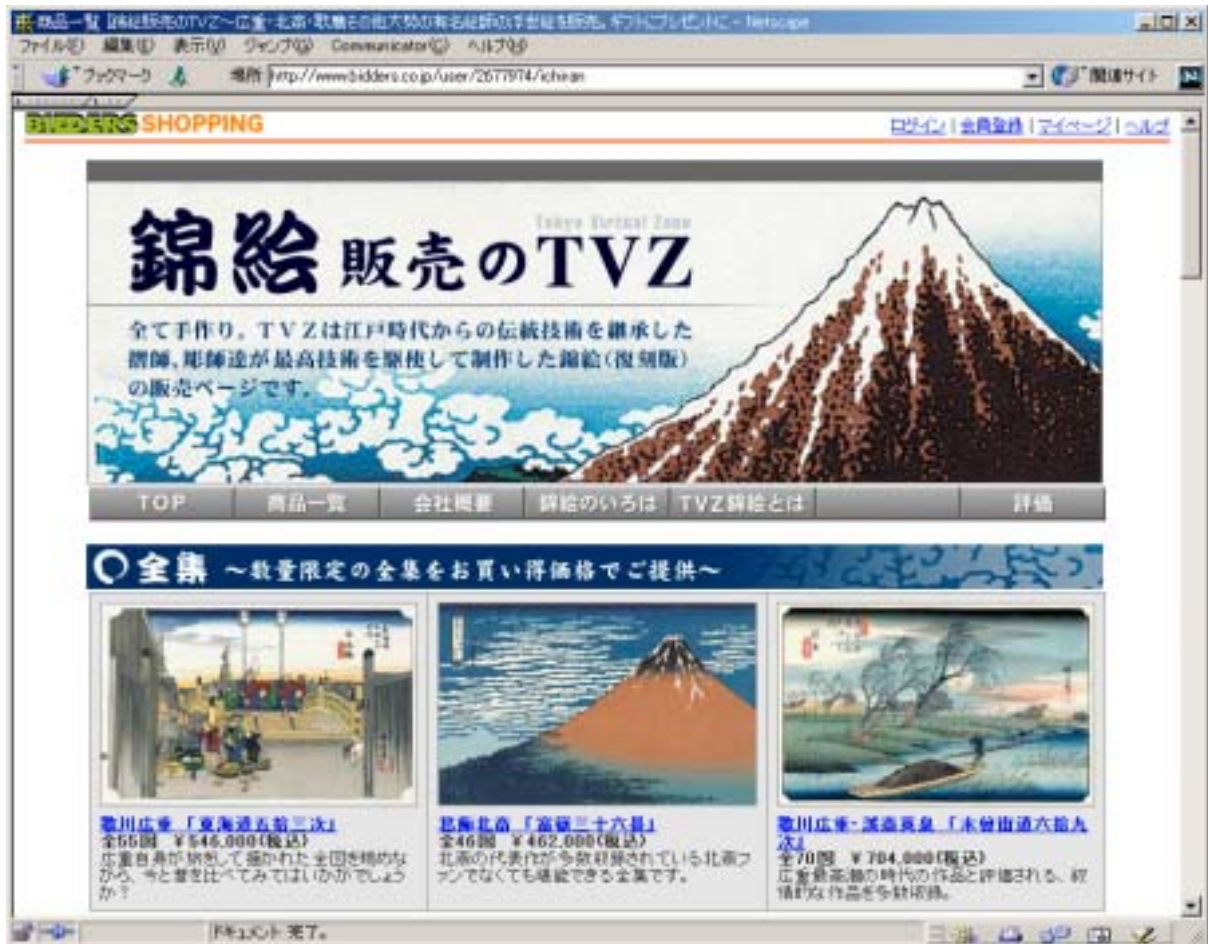 商品一覧 【錦絵販売のTVZ～広重・北斎・歌麿その他大勢の有名絵師の浮世絵を販売。ギフトにプレゼントに - Netscape
ファイル(F) 編集(E) 表示(V) ジャンプ(G) Communicator(C) ヘルプ(H)
ブックマーク 場所 http://www.bidders.co.jp/user/2677974/ichiran 関連サイト
BIDDERS SHOPPING
ログイン | 会員登録 | マイページ | ヘルプ
Tokyo Virtual Zone
錦絵 販売のTVZ
全て手作り。TVZは江戸時代からの伝統技術を継承した
摺師、彫師達が最高技術を駆使して制作した錦絵(復刻版)
の販売ページです。
TOP 商品一覧 会社概要 錦絵のいろは TVZ錦絵とは 評価
全集 ～数量限定の全集をお買い得価格でご提供～
歌川広重 「東海道五拾三次」
全55図 ￥546,000(税込)
広重自身が旅をして描かれた全図を眺めな
がら、今と昔を比べてみてはいかがでしょう
か?
葛飾北斎 「富嶽三十六景」
全46図 ￥462,000(税込)
北斎の代表作が多数収録されている北斎フ
ァンでなくても堪能できる全集です。
歌川広重・渓斎英泉 「木曾街道六拾九
次」
全70図 ￥704,000(税込)
広重最高潮の時代の作品と評価される、叙
情的な作品を多数収録。
ドキュメント 完了。